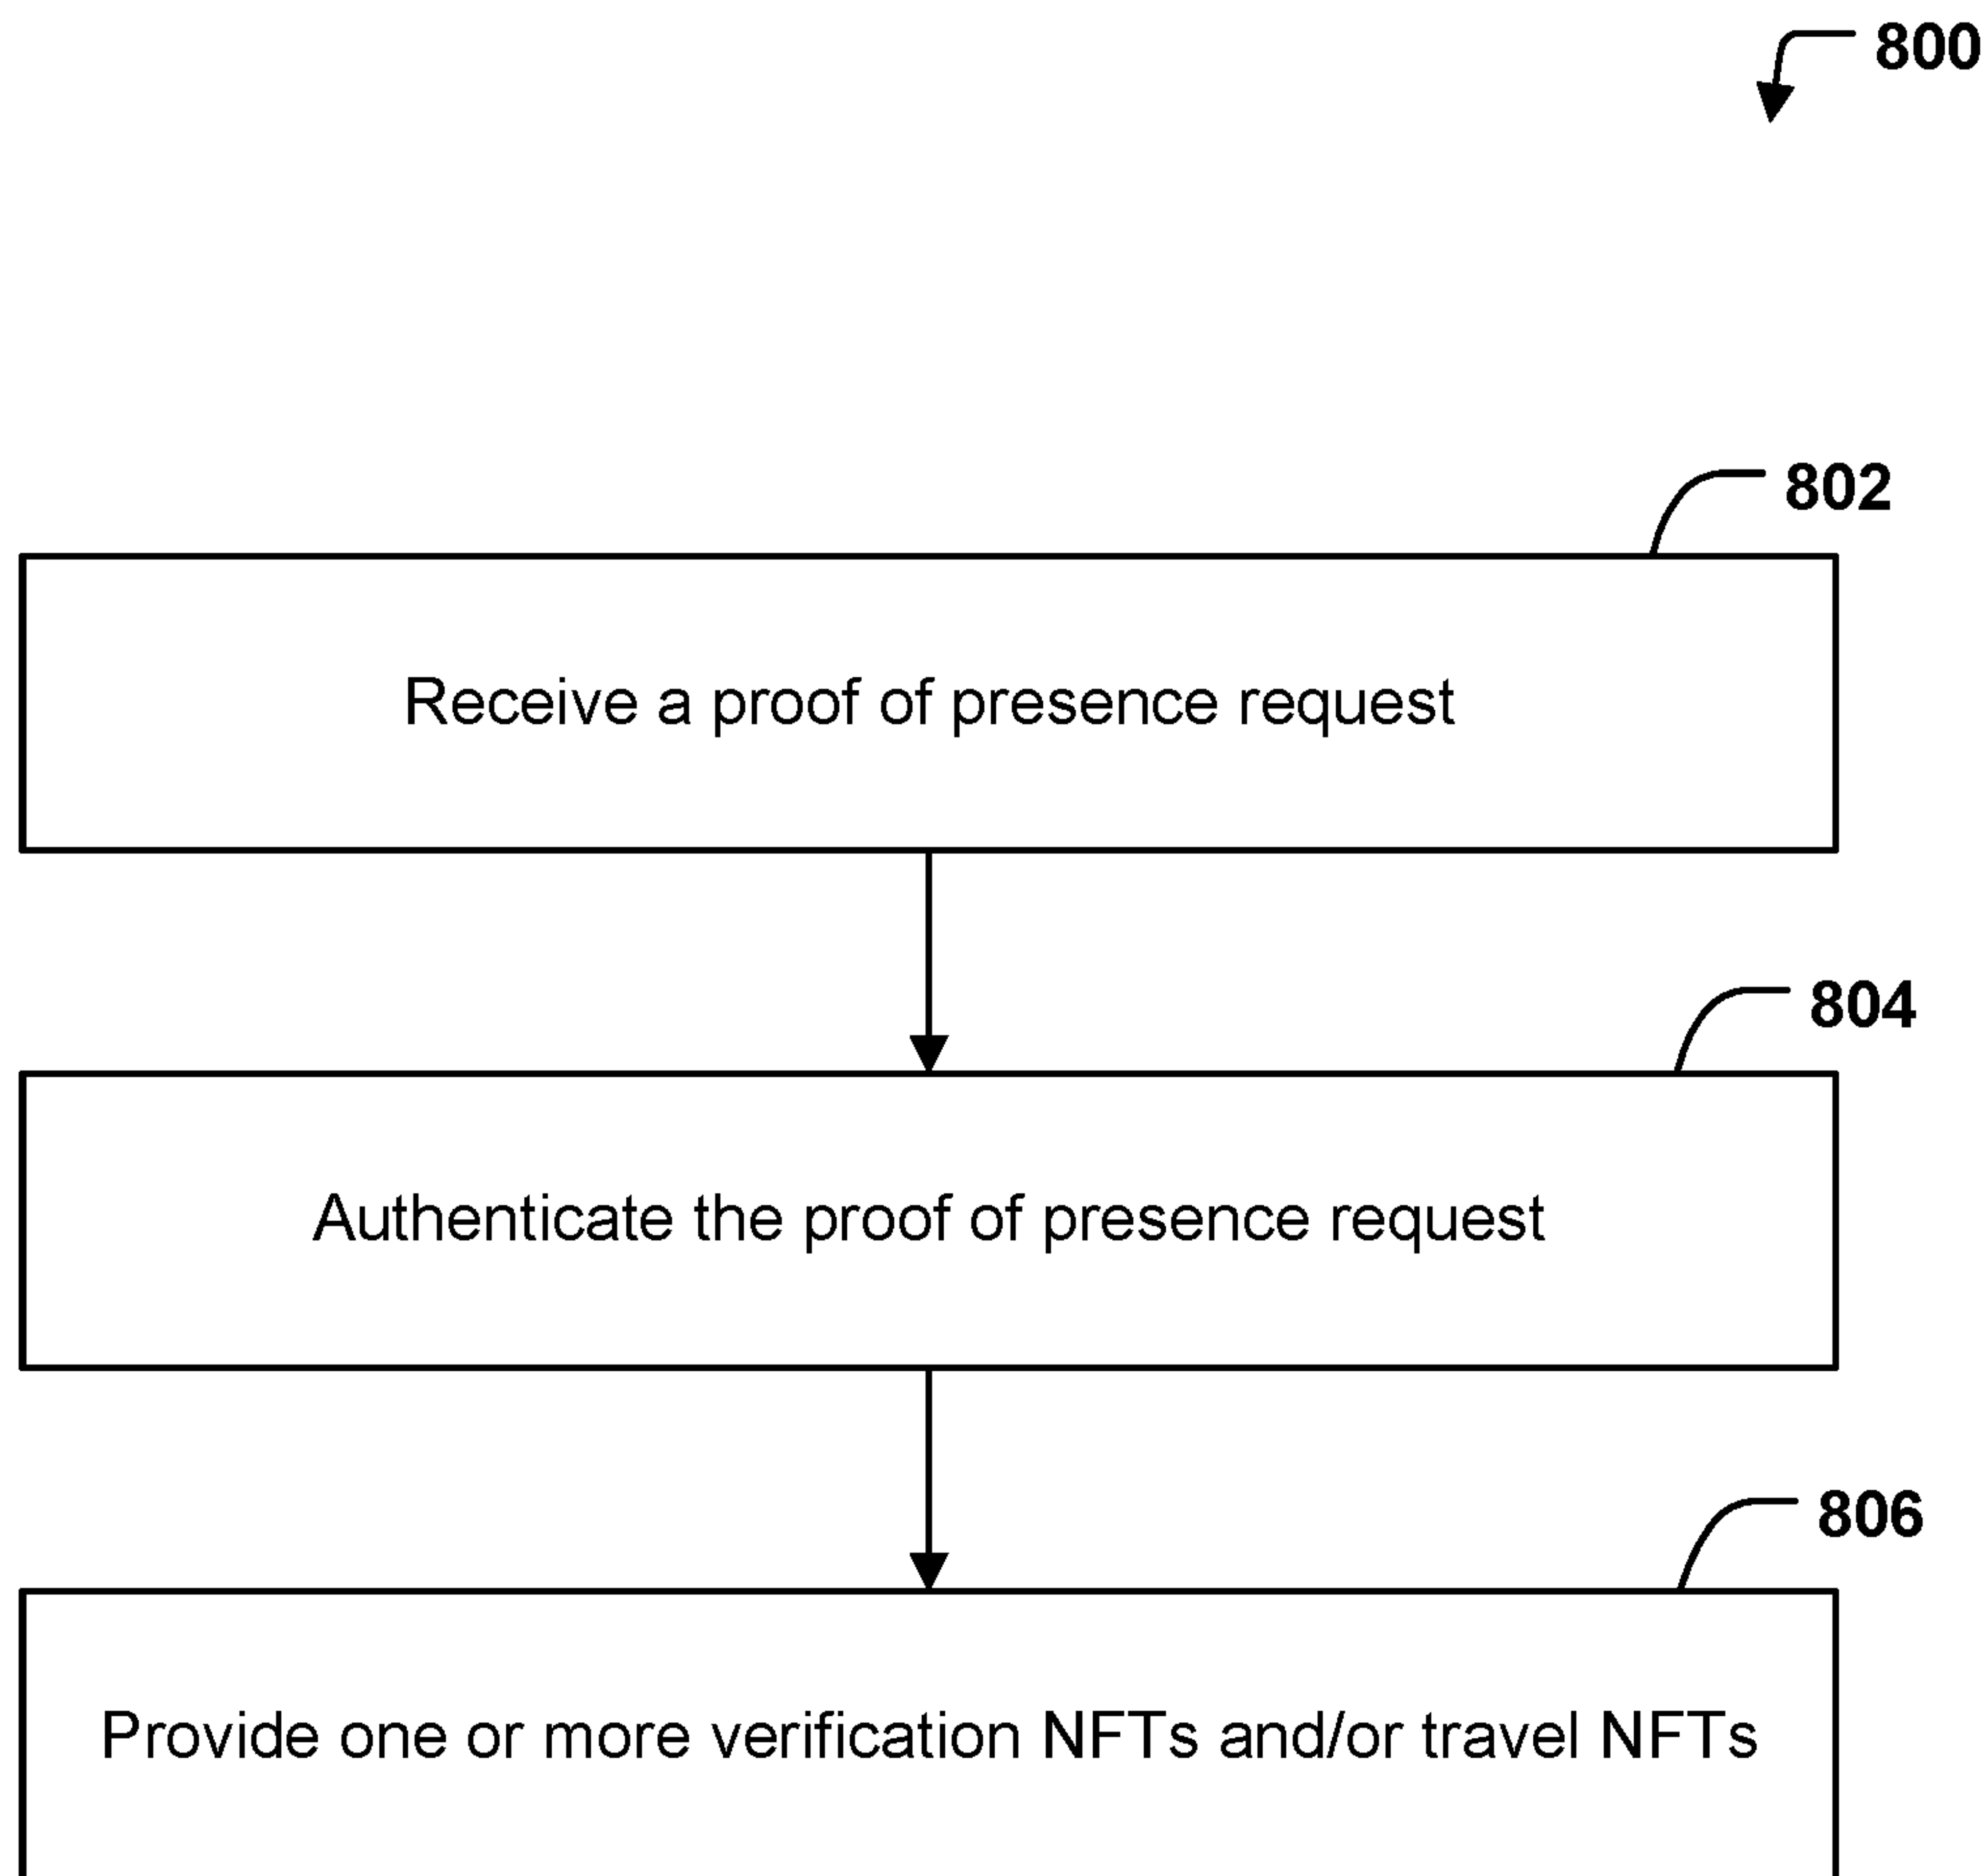 800
802
Receive a proof of presence request
804
Authenticate the proof of presence request
806
Provide one or more verification NFTs and/or travel NFTs